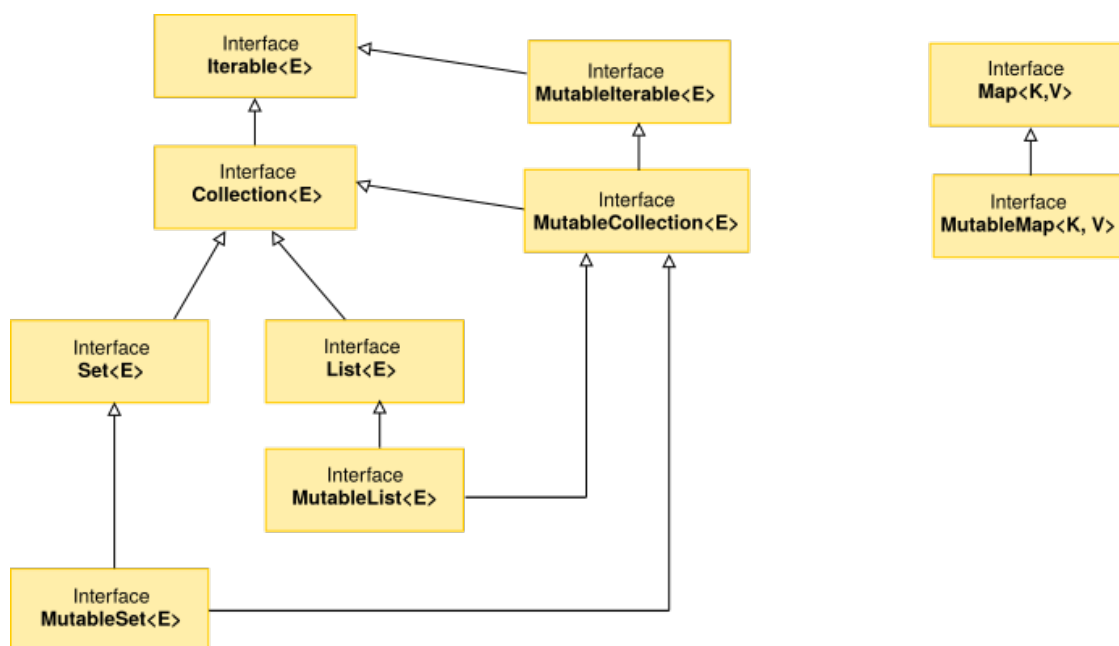 Interface
Iterable<E>
Interface
MutableIterable<E>
Interface
Map<K,V>
Interface
Collection<E>
Interface
MutableCollection<E>
Interface
MutableMap<K, V>
Interface
Set<E>
Interface
List<E>
Interface
MutableList<E>
Interface
MutableSet<E>